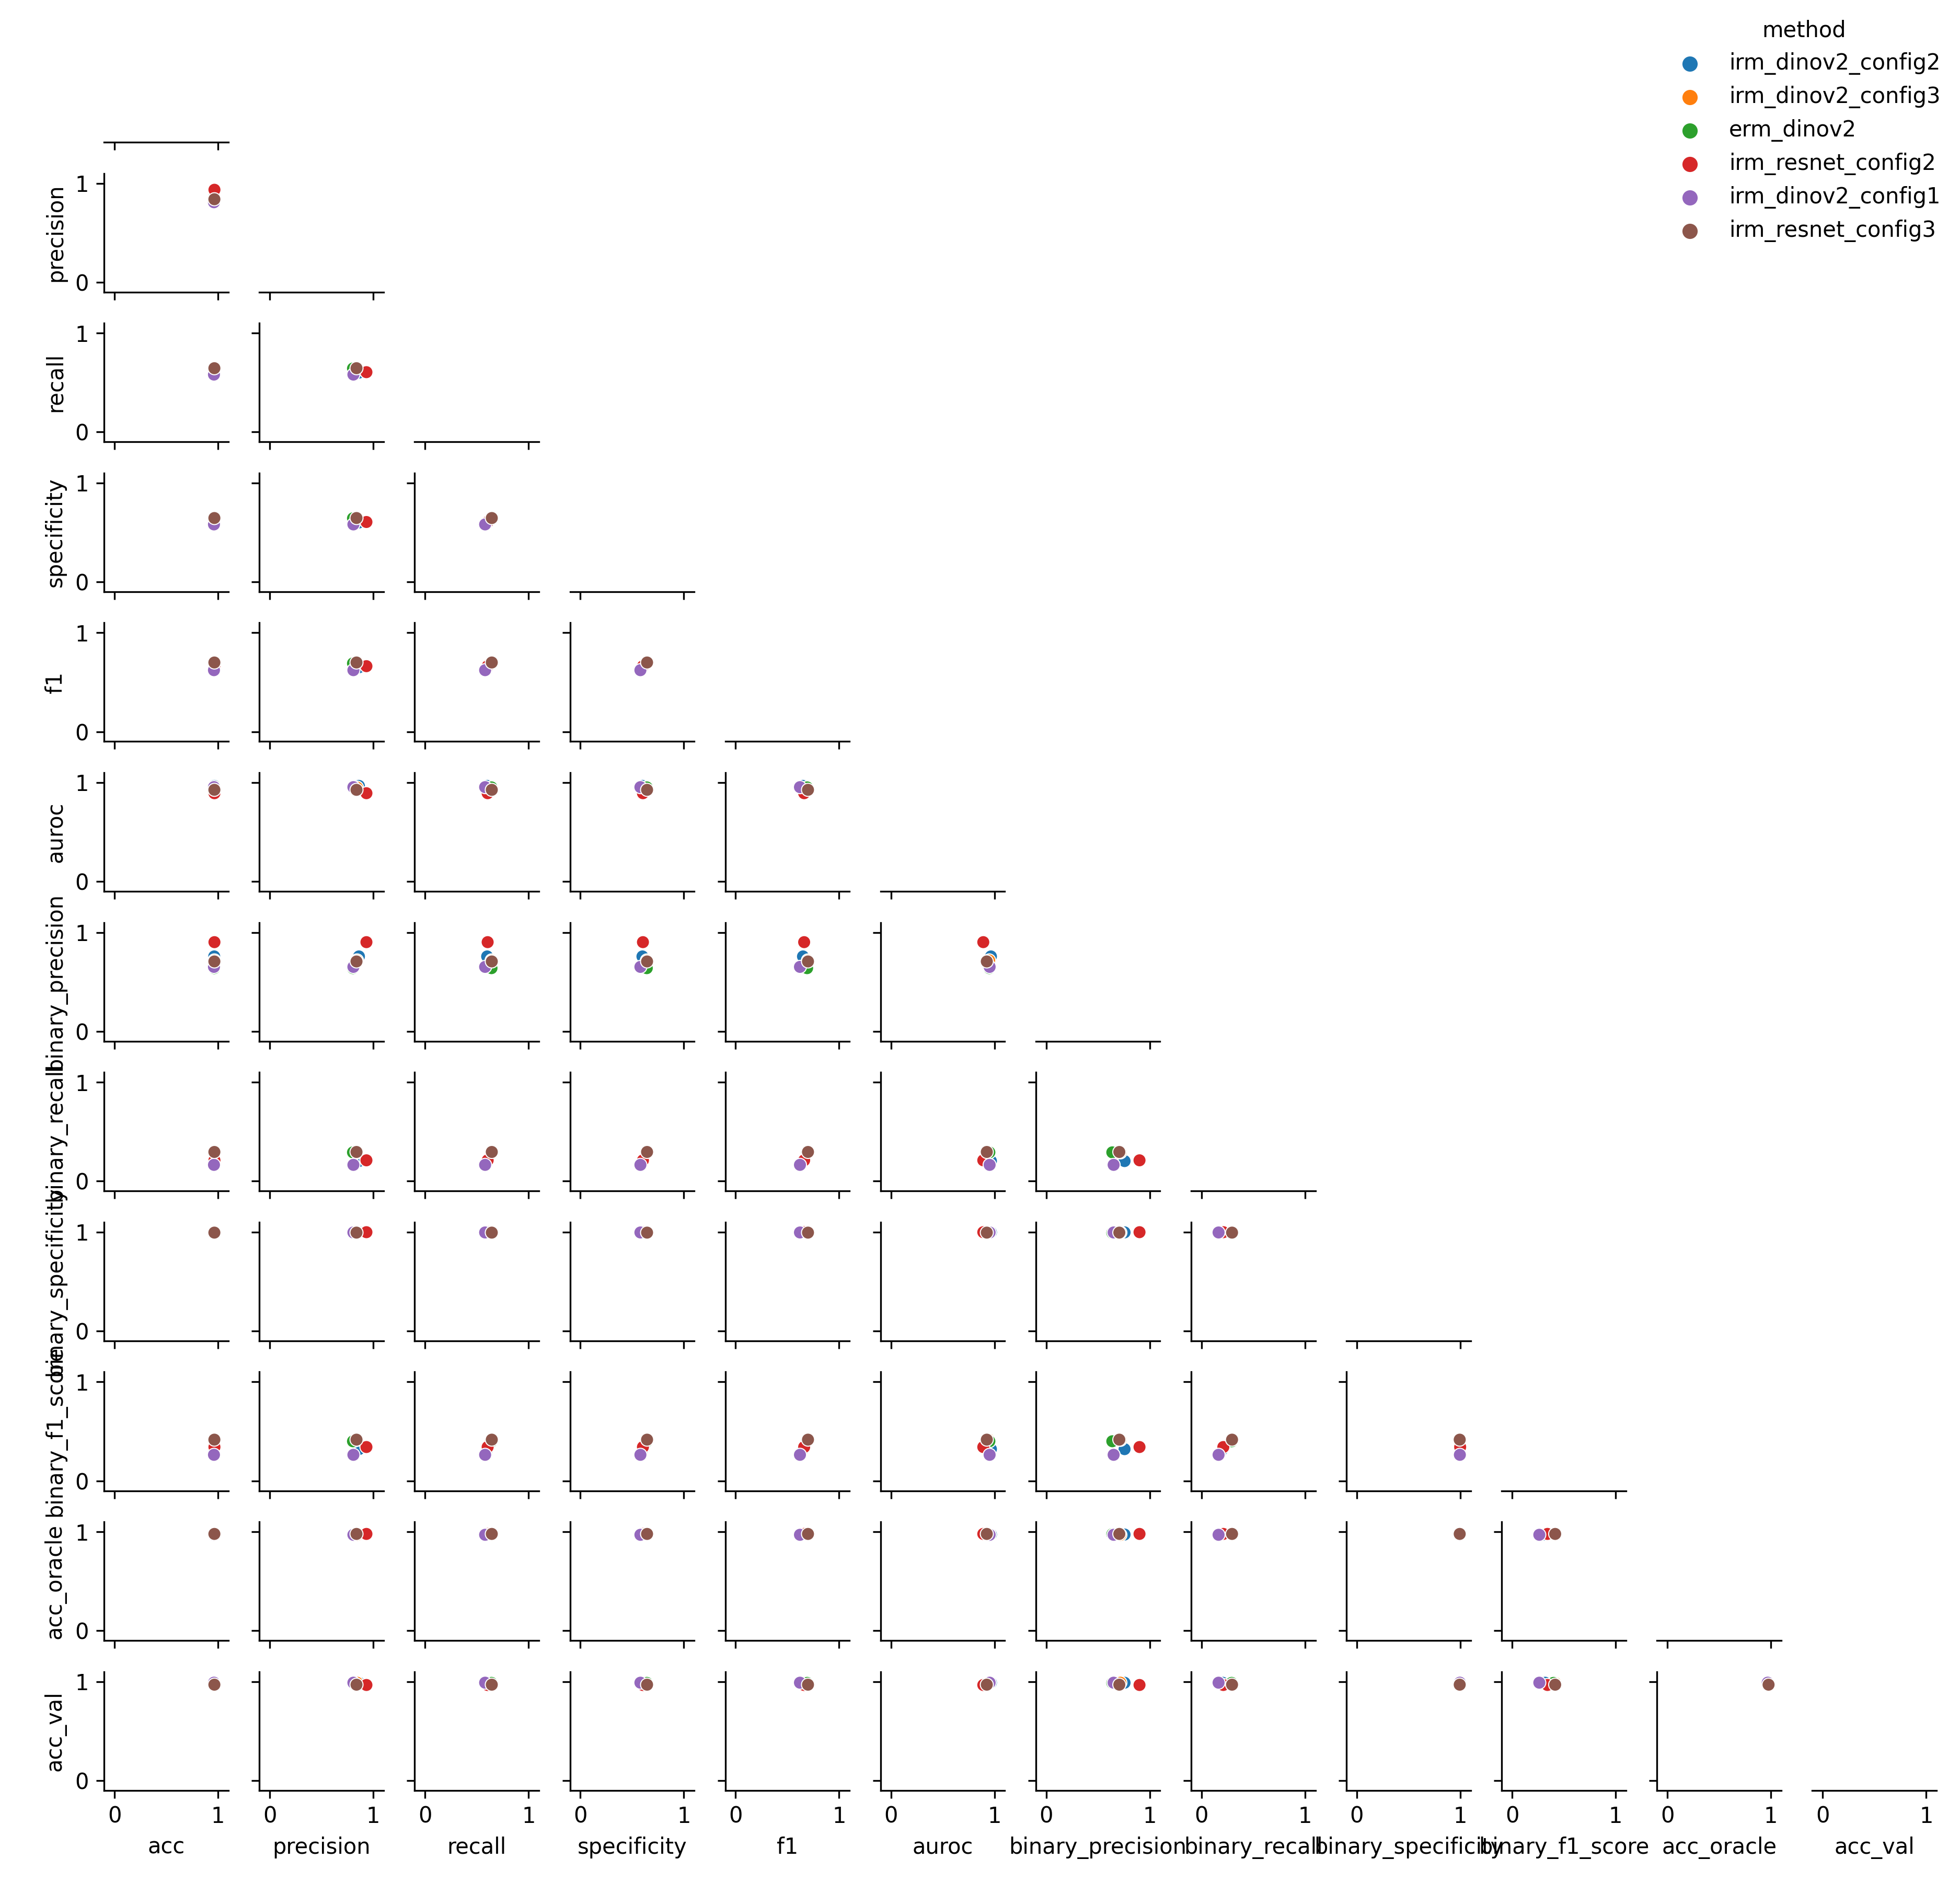 method
irm_dinov2_config2
irm_dinov2_config3
erm_dinov2
irm_resnet_config2
irm_dinov2_config1
irm_resnet_config3
precision
1
0
recall
1
0
specificity
1
0
f1
1
0
auroc
1
0
binary_precision
1
0
binary_recall
1
0
binary_specificity
1
0
binary_f1_score
1
0
acc_oracle
1
0
acc_val
1
0
0 1 0 1 0 1 0 1 0 1 0 1 0 1 0 1 0 1 0 1 0 1 0 1
acc precision recall specificity f1 auroc binary_precision binary_recall binary_specificity binary_f1_score acc_oracle acc_val